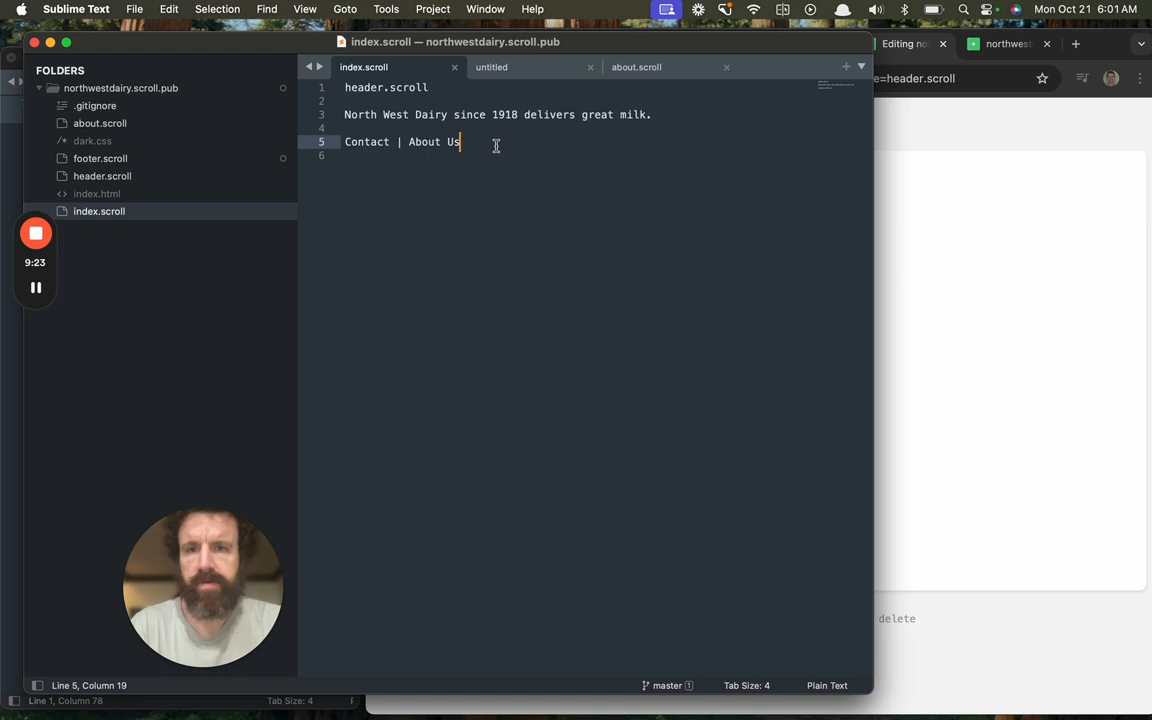 Sublime Text File Edit Selection Find View Goto Tools Project Window Help Mon Oct 21 6:01 AM
index.scroll — northwestdairy.scroll.pub
Editing no
northwest
FOLDERS
index.scroll untitled about.scroll
e=header.scroll
northwestdairy.scroll.pub
.gitignore
about.scroll
dark.css
footer.scroll
header.scroll
index.html
index.scroll
1 header.scroll
2
3 North West Dairy since 1918 delivers great milk.
4
5 Contact | About Us
6
9:23
delete
Line 5, Column 19 master 1 Tab Size: 4 Plain Text
Line 1, Column 78 Tab Size: 4